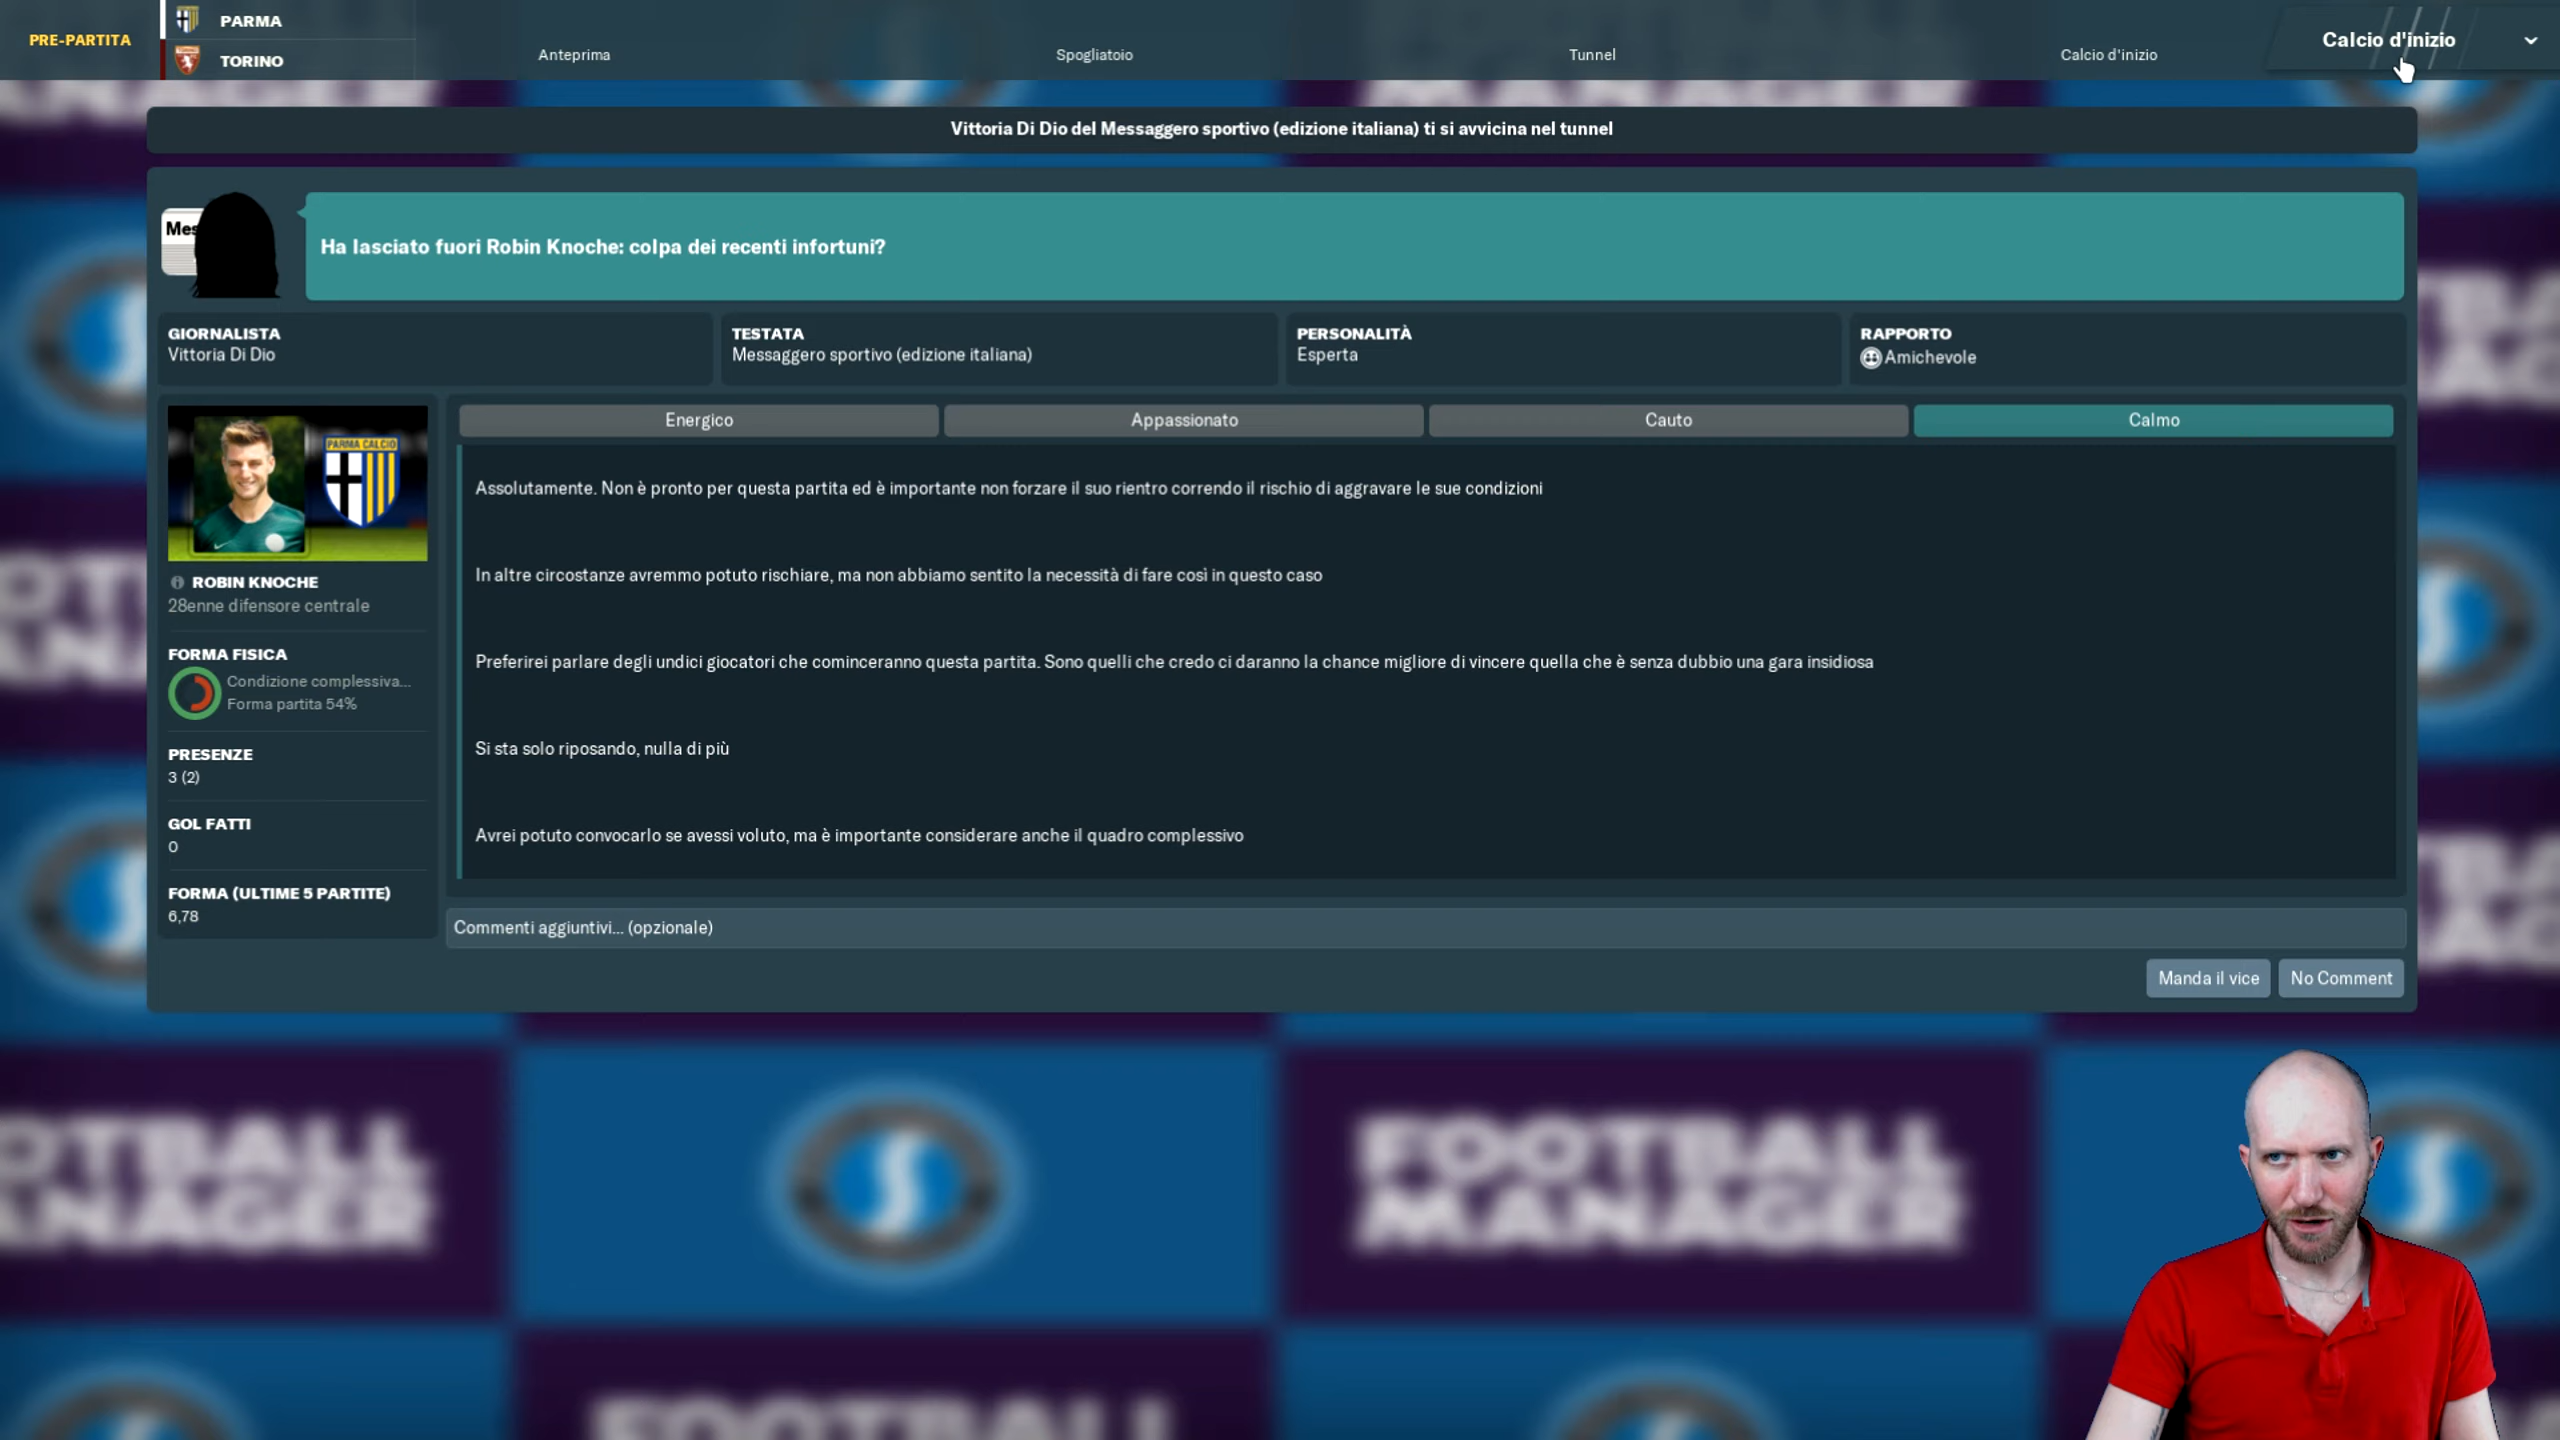 PRE-PARTITA
PARMA
TORINO
Anteprima
Spogliatoio
Tunnel
Calcio d'inizio
Calcio d'inizio
Vittoria Di Dio del Messaggero sportivo (edizione italiana) ti si avvicina nel tunnel
Mes
Ha lasciato fuori Robin Knoche: colpa dei recenti infortuni?
GIORNALISTA
Vittoria Di Dio
TESTATA
Messaggero sportivo (edizione italiana)
PERSONALITÀ
Esperta
RAPPORTO
Amichevole
PARMA CALCIO
Energico
Appassionato
Cauto
Calmo
Assolutamente. Non è pronto per questa partita ed è importante non forzare il suo rientro correndo il rischio di aggravare le sue condizioni
In altre circostanze avremmo potuto rischiare, ma non abbiamo sentito la necessità di fare così in questo caso
Preferirei parlare degli undici giocatori che cominceranno questa partita. Sono quelli che credo ci daranno la chance migliore di vincere quella che è senza dubbio una gara insidiosa
Si sta solo riposando, nulla di più
Avrei potuto convocarlo se avessi voluto, ma è importante considerare anche il quadro complessivo
ROBIN KNOCHE
28enne difensore centrale
FORMA FISICA
Condizione complessiva...
Forma partita 54%
PRESENZE
3 (2)
GOL FATTI
0
FORMA (ULTIME 5 PARTITE)
6,78
Commenti aggiuntivi... (opzionale)
Manda il vice
No Comment
FOOTBALL
MANAGER